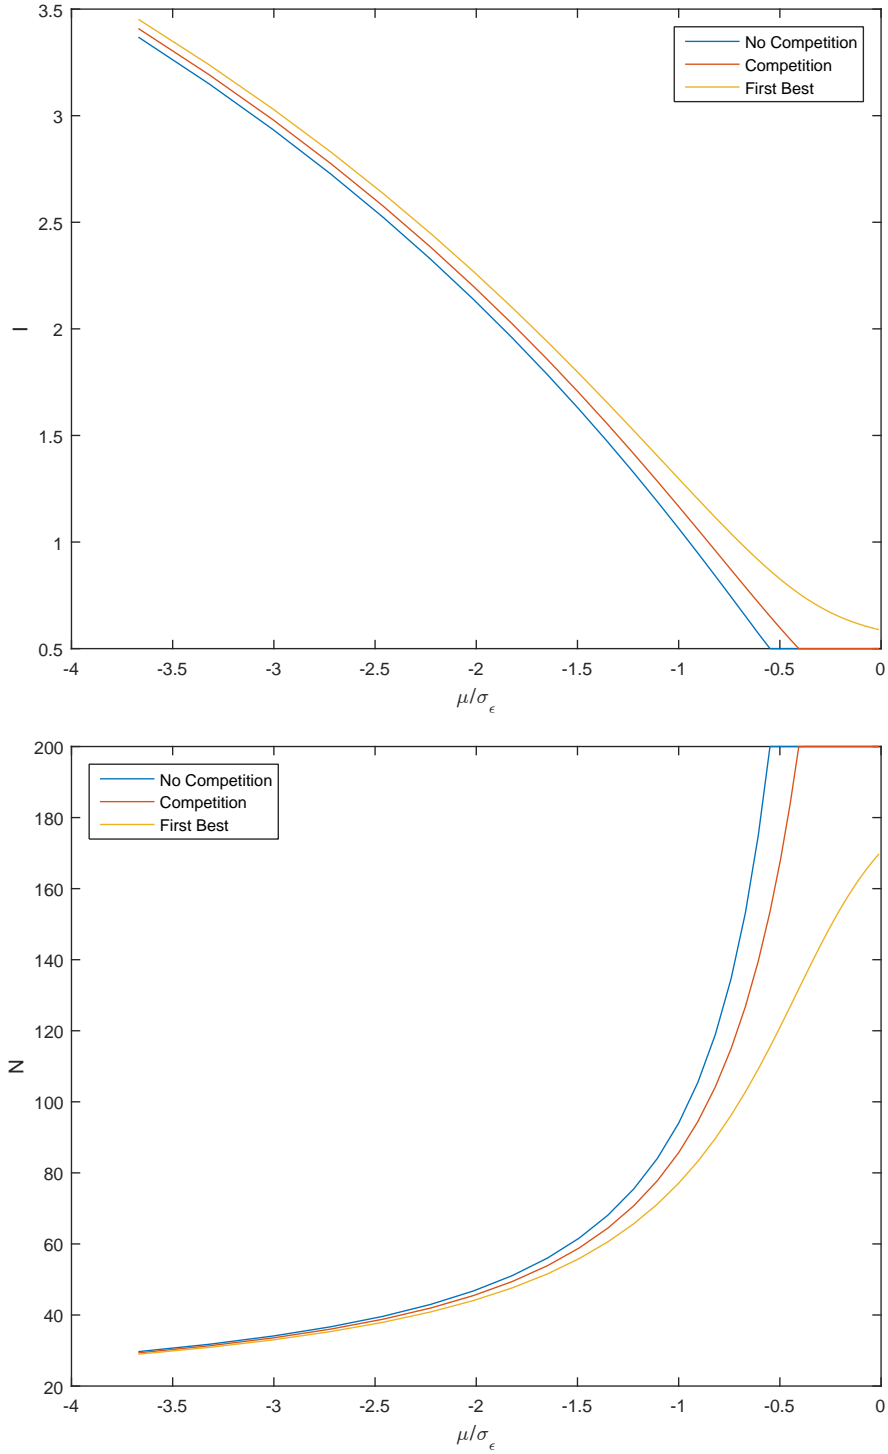 3.5
No Competition
Competition
First Best
3
2.5
2
I
1.5
1
0.5
-4 -3.5 -3 -2.5 -2 -1.5 -1 -0.5 0
μ/σϵ
200
No Competition
Competition
First Best
180
160
140
120
N
100
80
60
40
20
-4 -3.5 -3 -2.5 -2 -1.5 -1 -0.5 0
μ/σϵ